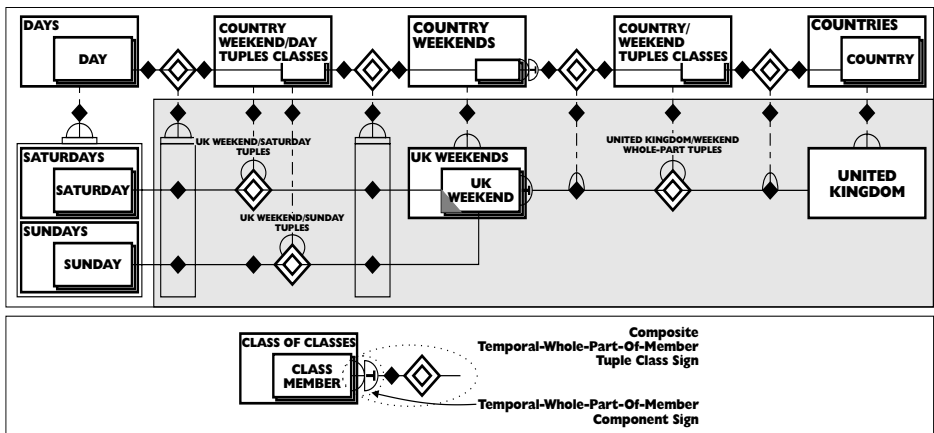 DAYS
DAY
COUNTRY
WEEKEND/DAY
TUPLES CLASSES
COUNTRY
WEEKENDS
COUNTRY/
WEEKEND
TUPLES CLASSES
COUNTRIES
COUNTRY
SATURDAYS
SATURDAY
UK WEEKEND/SATURDAY
TUPLES
UK WEEKENDS
UK
WEEKEND
UNITED KINGDOM/WEEKEND
WHOLE-PART TUPLES
UNITED
KINGDOM
UK WEEKEND/SUNDAY
TUPLES
SUNDAYS
SUNDAY
CLASS OF CLASSES
CLASS
MEMBER
Composite
Temporal-Whole-Part-Of-Member
Tuple Class Sign
Temporal-Whole-Part-Of-Member
Component Sign